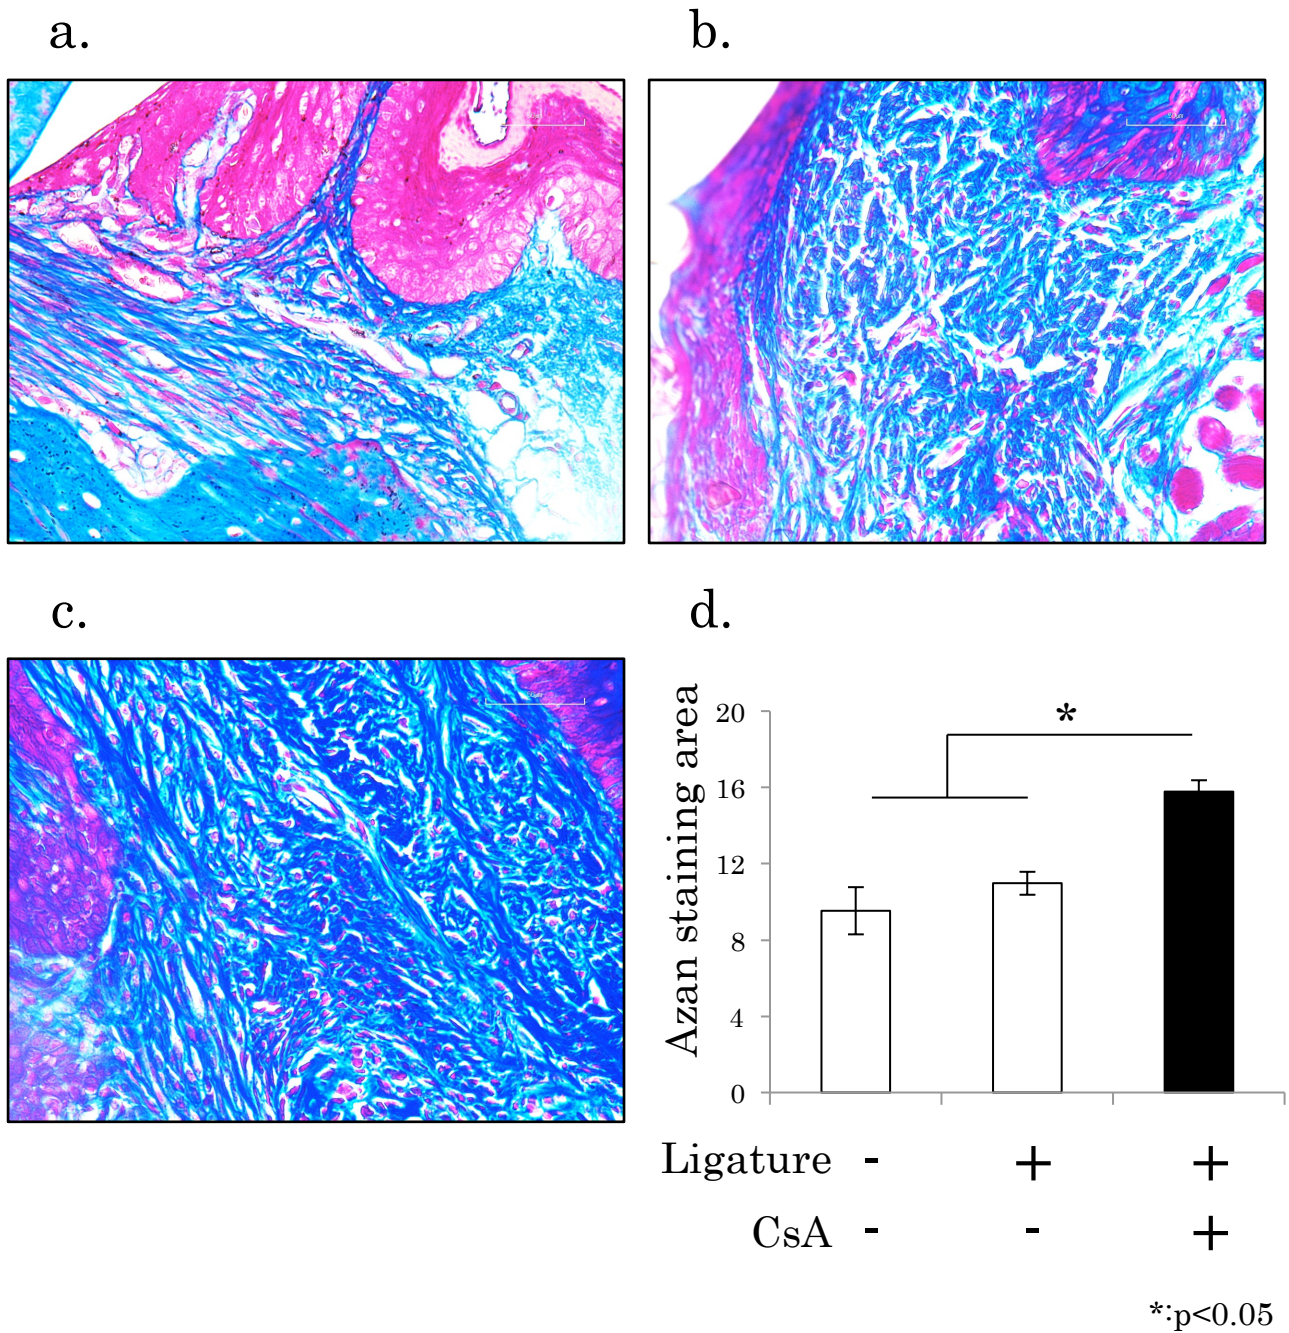 a.
b.
c.
d.
Azan staining area
20
16
12
8
4
0
*
Ligature - + +
CsA - - +
*:p<0.05